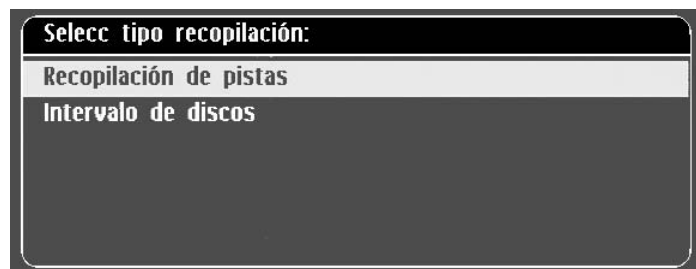 Selecc tipo recopilación:
Recopilación de pistas
Intervalo de discos